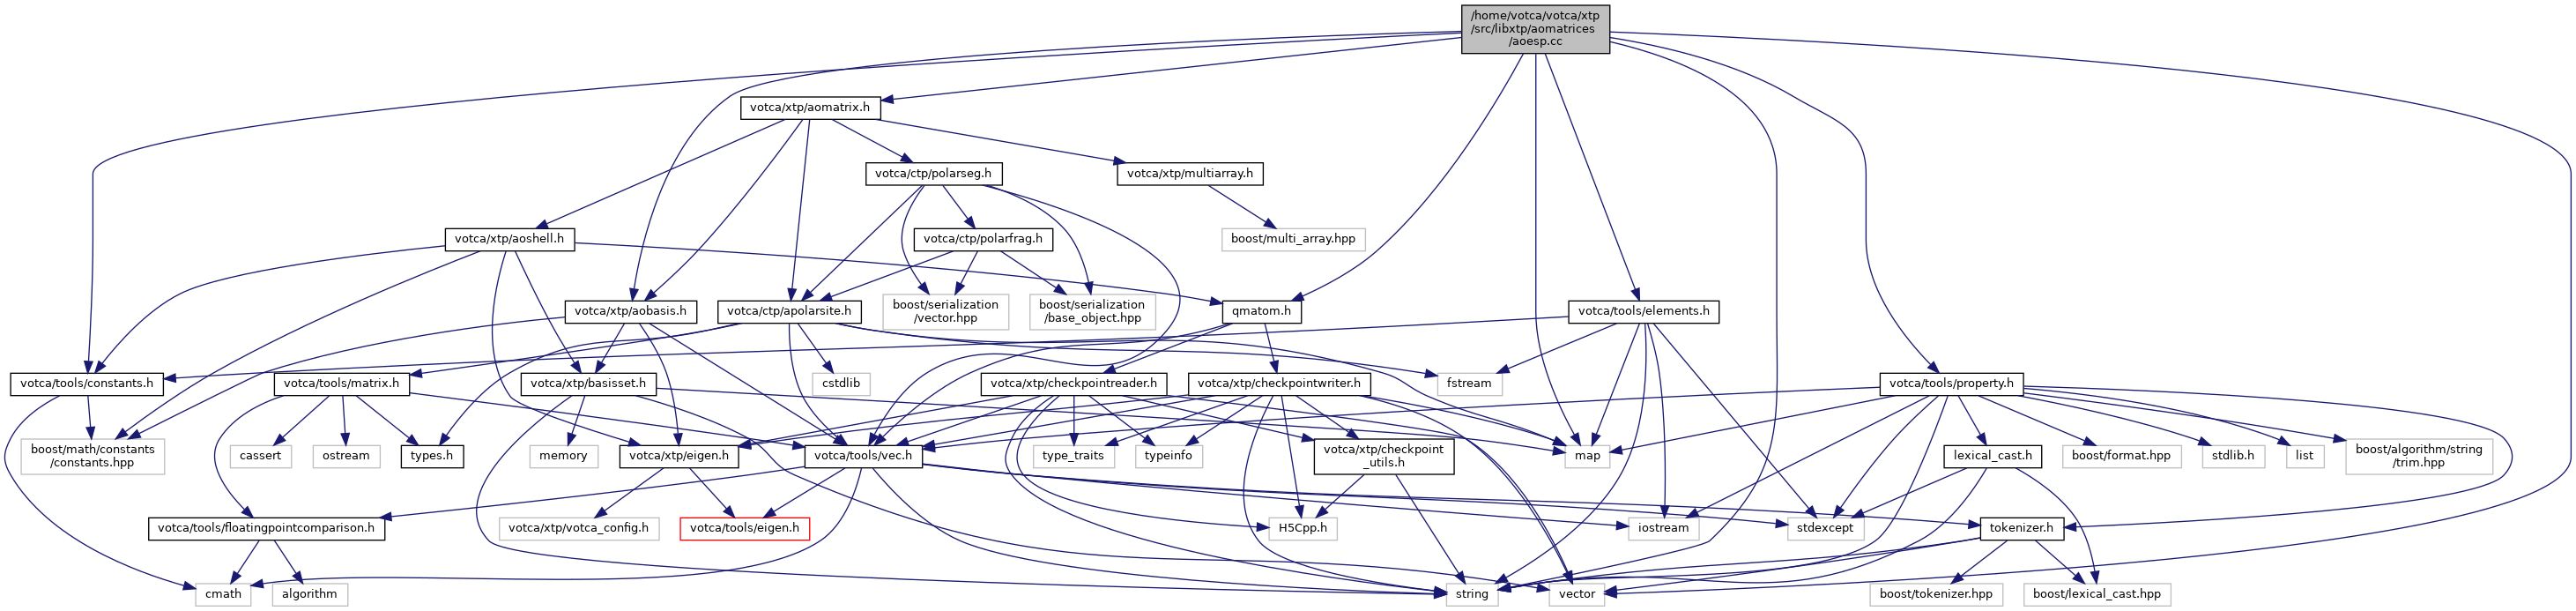 /home/votca/votca/xtp
/src/libxtp/aomatrices
/aoesp.cc
votca/xtp/aomatrix.h
votca/ctp/polarseg.h
votca/xtp/multiarray.h
votca/xtp/aoshell.h
votca/ctp/polarfrag.h
boost/multi_array.hpp
votca/xtp/aobasis.h
votca/ctp/apolarsite.h
boost/serialization
/vector.hpp
boost/serialization
/base_object.hpp
qmatom.h
votca/tools/elements.h
votca/tools/constants.h
votca/tools/matrix.h
votca/xtp/basisset.h
cstdlib
votca/xtp/checkpointreader.h
votca/xtp/checkpointwriter.h
fstream
votca/tools/property.h
boost/math/constants
/constants.hpp
cassert
ostream
types.h
memory
votca/xtp/eigen.h
votca/tools/vec.h
type_traits
typeinfo
votca/xtp/checkpoint
_utils.h
map
lexical_cast.h
boost/format.hpp
stdlib.h
list
boost/algorithm/string
/trim.hpp
votca/tools/floatingpointcomparison.h
votca/xtp/votca_config.h
votca/tools/eigen.h
H5Cpp.h
iostream
stdexcept
tokenizer.h
cmath
algorithm
string
vector
boost/tokenizer.hpp
boost/lexical_cast.hpp